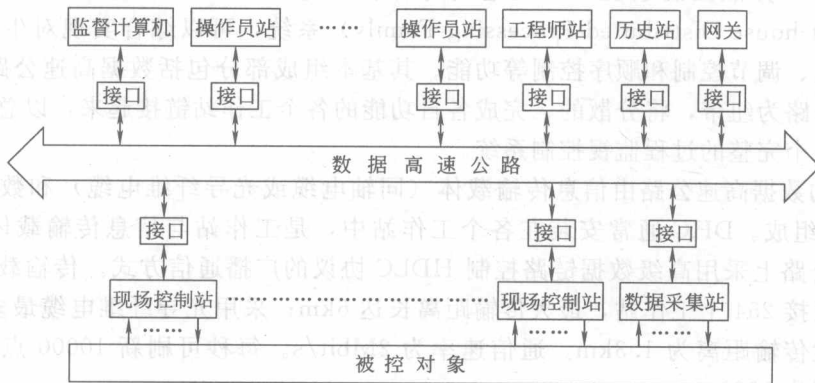 监督计算机 操作员站 …… 操作员站 工程师站 历史站 网关
接口 接口 接口 接口 接口 接口
数据高速公路
接口 接口 接口
现场控制站 …… 现场控制站 数据采集站
…… …… ……
被控对象